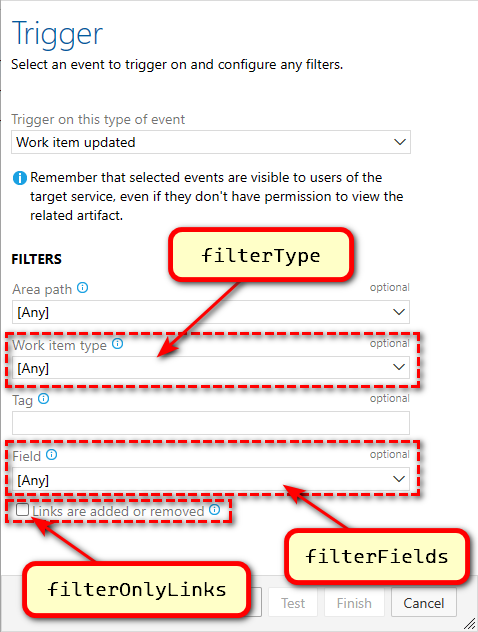 Trigger
Select an event to trigger on and configure any filters.
Trigger on this type of event
Work item updated
Remember that selected events are visible to users of the
target service, even if they don't have permission to view the
related artifact.
FILTERS
filterType
Area path
optional
[Any]
Work item type
optional
[Any]
Tag
optional
Field
optional
[Any]
Links are added or removed
filterFields
filterOnlyLinks
Test
Finish
Cancel